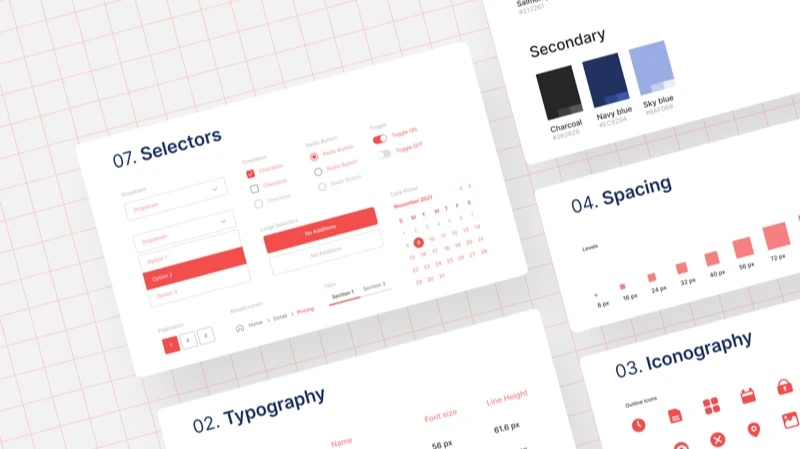 07. Selectors
Dropdown
Dropdown
Dropdown
Option 1
Option 2
Option 3
Checkbox
Checkbox
Checkbox
Checkbox
Radio Button
Radio Button
Radio Button
Radio Button
Toggle
Toggle ON
Toggle OFF
Large Selectors
No Additions
No Additions
Date Picker
November 2021
S M T W T F S
1 2 3 4 5 6 7
8 9 10 11 12 13 14
15 16 17 18 19 20 21
22 23 24 25 26 27 28
29 30 31
Pagination
1 2 3
Breadcrumbs
Home > Detail > Pricing
Tabs
Section 1 Section 2
Secondary
Charcoal
#262626
Navy blue
Sky blue
04. Spacing
Levels
8 px 16 px 24 px 32 px 40 px 56 px 72 px
02. Typography
Name Font size Line Height
56 px 61.6 px
03. Iconography
Outline Icons